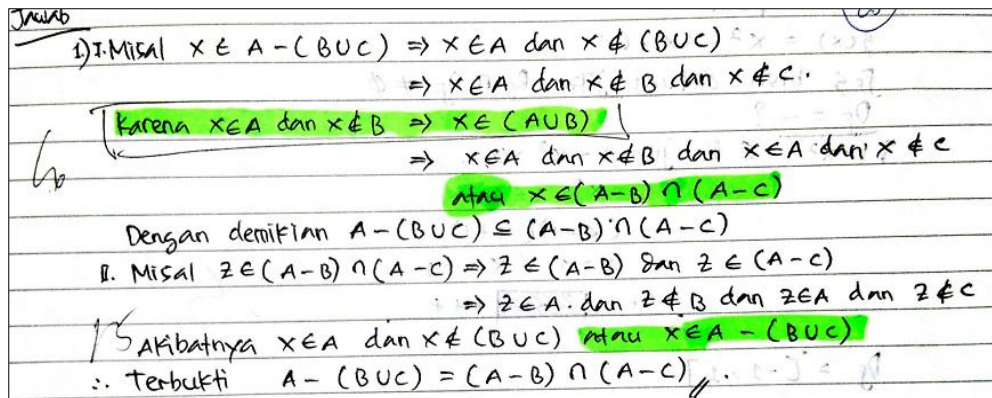 Jawab
1) I. Misal x ∈ A - (B ∪ C) ⇒ x ∈ A dan x ∉ (B ∪ C)
⇒ x ∈ A dan x ∉ B dan x ∉ C.
Karena x ∈ A dan x ∉ B ⇒ x ∈ (A ∪ B)
⇒ x ∈ A dan x ∉ B dan x ∈ A dan x ∉ C
atau x ∈ (A - B) ∩ (A - C)
Dengan demikian A - (B ∪ C) ⊆ (A - B) ∩ (A - C)
II. Misal z ∈ (A - B) ∩ (A - C) ⇒ z ∈ (A - B) dan z ∈ (A - C)
⇒ z ∈ A. dan z ∉ B dan z ∈ A dan z ∉ C
15 Akibatnya x ∈ A dan x ∉ (B ∪ C) atau x ∈ A - (B ∪ C)
∴ Terbukti A - (B ∪ C) = (A - B) ∩ (A - C) //.